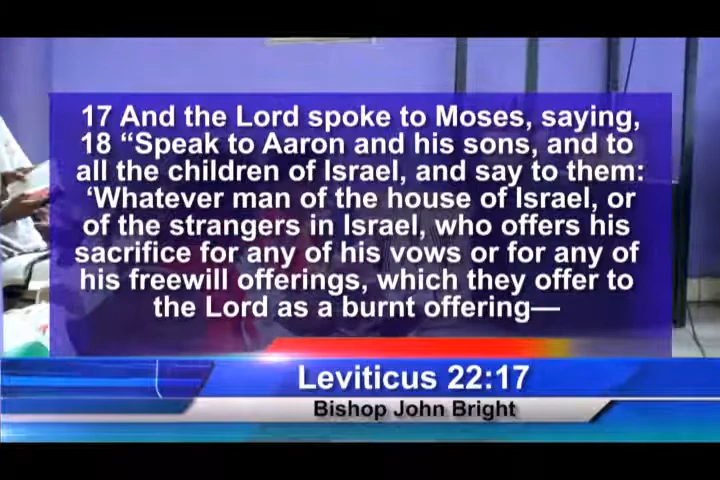 17 And the Lord spoke to Moses, saying,
18 “Speak to Aaron and his sons, and to
all the children of Israel, and say to them:
‘Whatever man of the house of Israel, or
of the strangers in Israel, who offers his
sacrifice for any of his vows or for any of
his freewill offerings, which they offer to
the Lord as a burnt offering—
Leviticus 22:17
Bishop John Bright